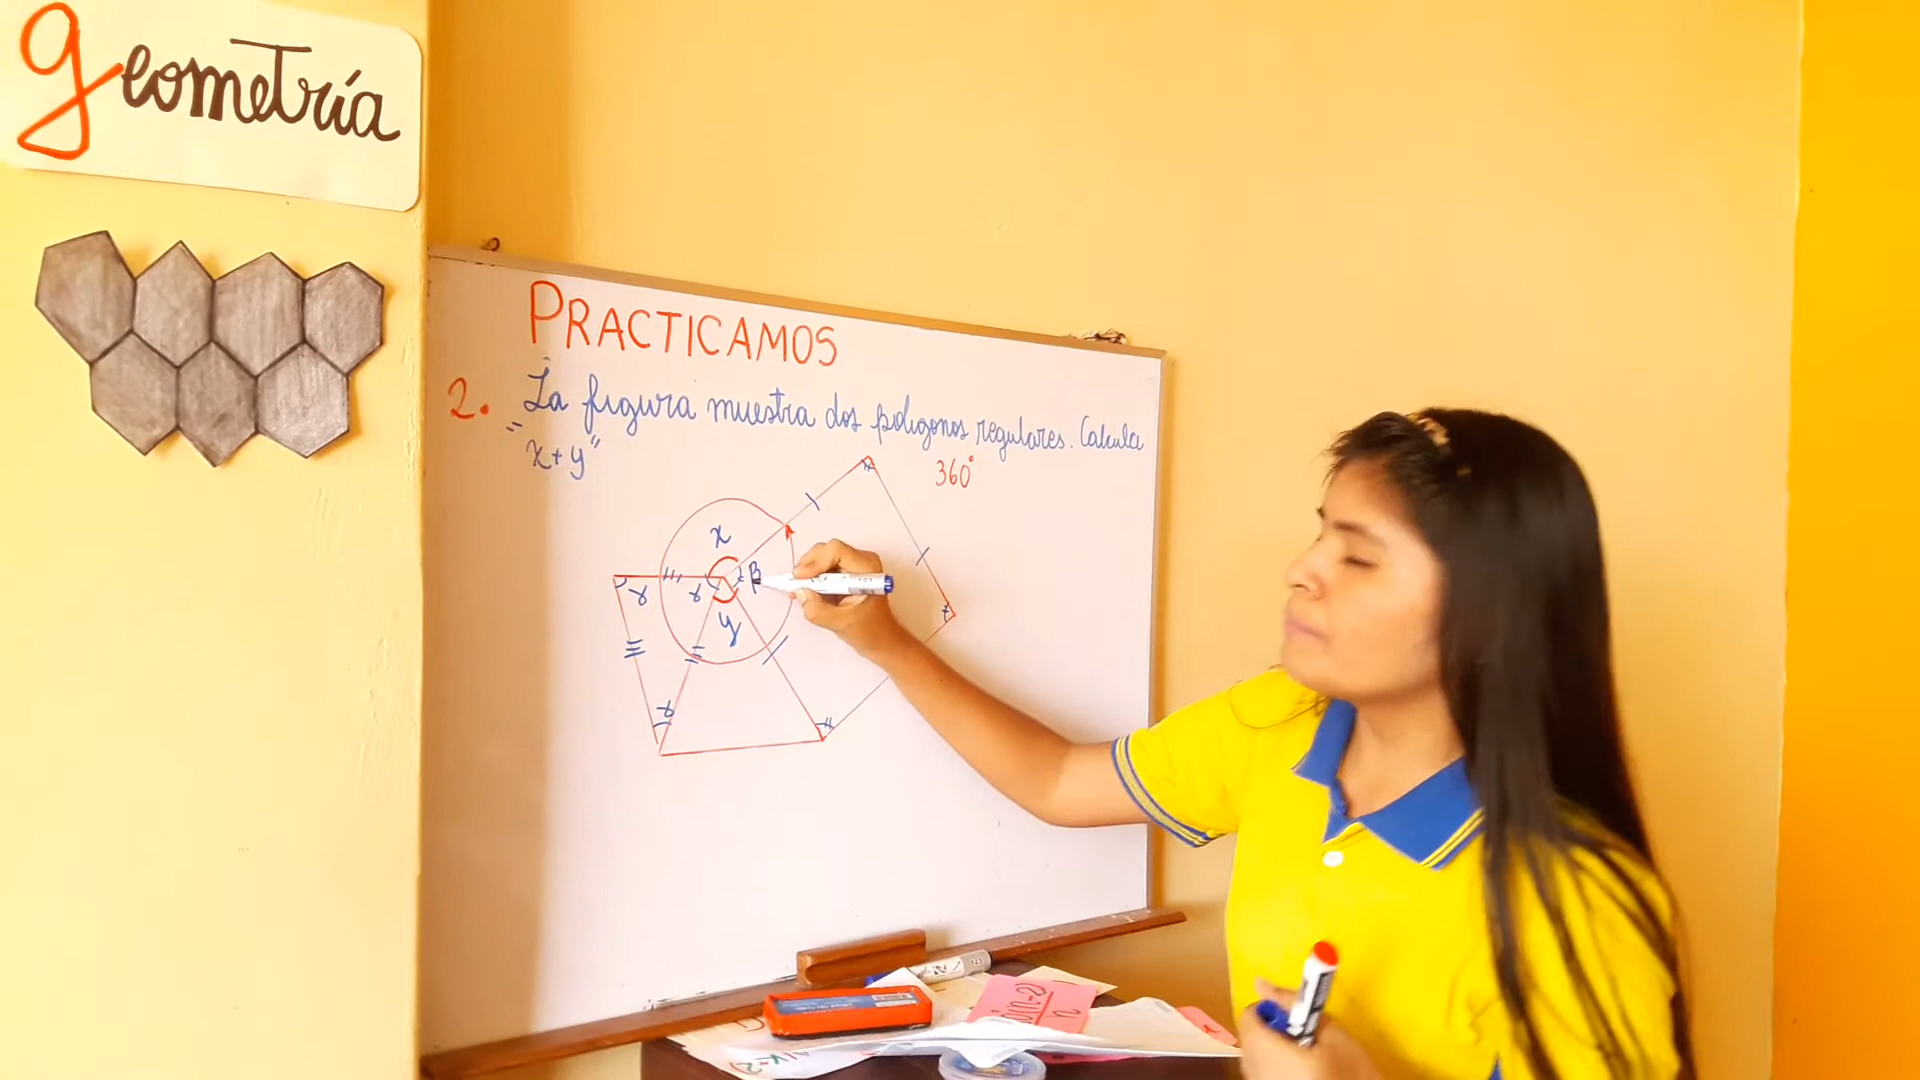 Geometría
PRACTICAMOS
2. La figura muestra dos polígonos regulares. Calcula
"x+y"
360°
x
β
α
α
y
α